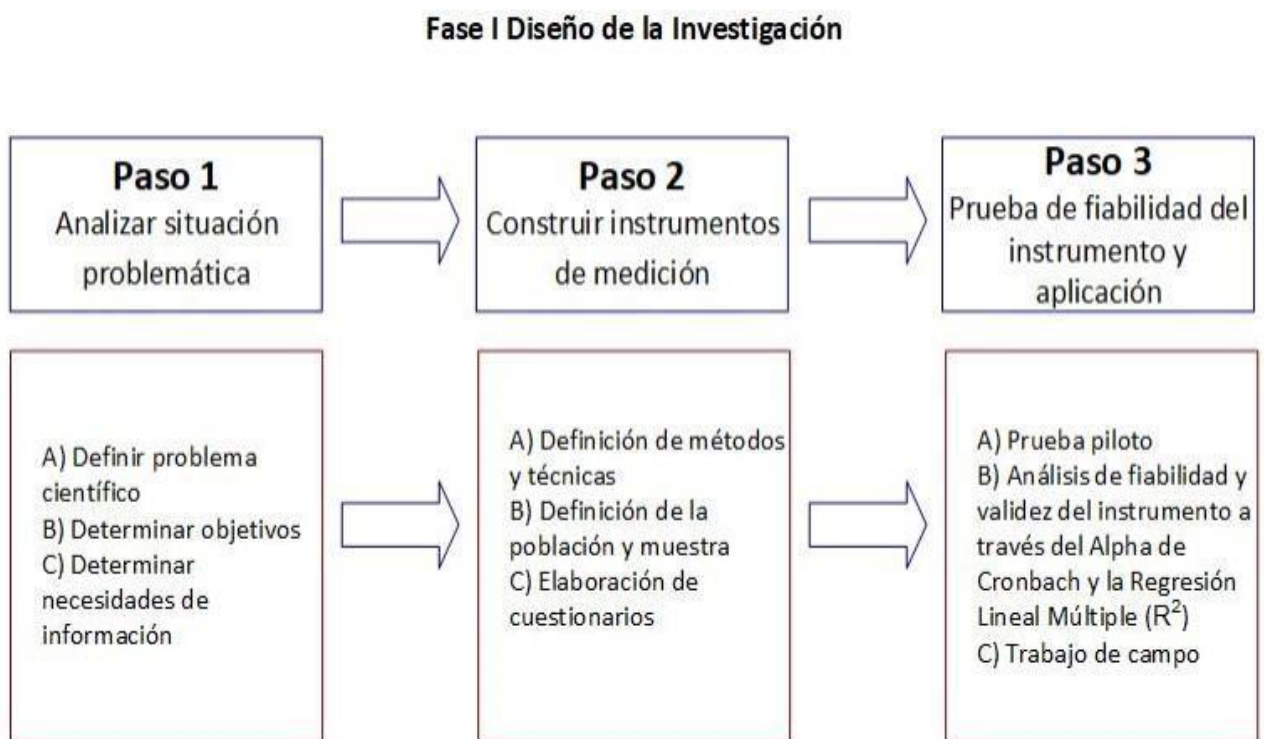 Fase I Diseño de la Investigación
Paso 1
Analizar situación
problemática
Paso 2
Construir instrumentos
de medición
Paso 3
Prueba de fiabilidad del
instrumento y
aplicación
A) Definir problema
científico
B) Determinar objetivos
C) Determinar
necesidades de
información
A) Definición de métodos
y técnicas
B) Definición de la
población y muestra
C) Elaboración de
cuestionarios
A) Prueba piloto
B) Análisis de fiabilidad y
validez del instrumento a
través del Alpha de
Cronbach y la Regresión
Lineal Múltiple (R²)
C) Trabajo de campo